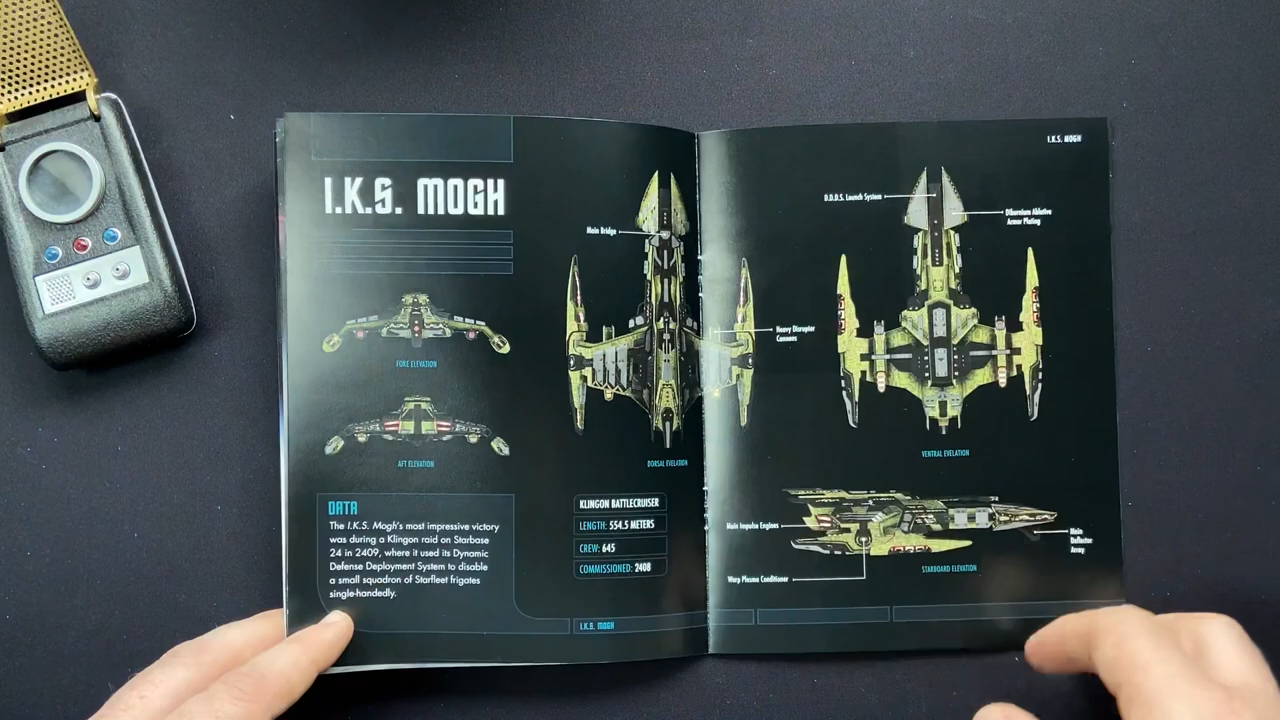 I.K.S. MOGH
I.K.S. MOGH
FORE ELEVATION
AFT ELEVATION
Main Bridge
Heavy Disruptor
Cannons
DORSAL EVELATION
DATA
The I.K.S. Mogh's most impressive victory
was during a Klingon raid on Starbase
24 in 2409, where it used its Dynamic
Defense Deployment System to disable
a small squadron of Starfleet frigates
single-handedly.
KLINGON BATTLECRUISER
LENGTH: 554.5 METERS
CREW: 645
COMMISSIONED: 2408
I.K.S. MOGH
D.D.D.S. Launch System
Diburnium Ablative
Armor Plating
VENTRAL EVELATION
Main Impulse Engines
Main
Deflector
Array
STARBOARD ELEVATION
Warp Plasma Conditioner